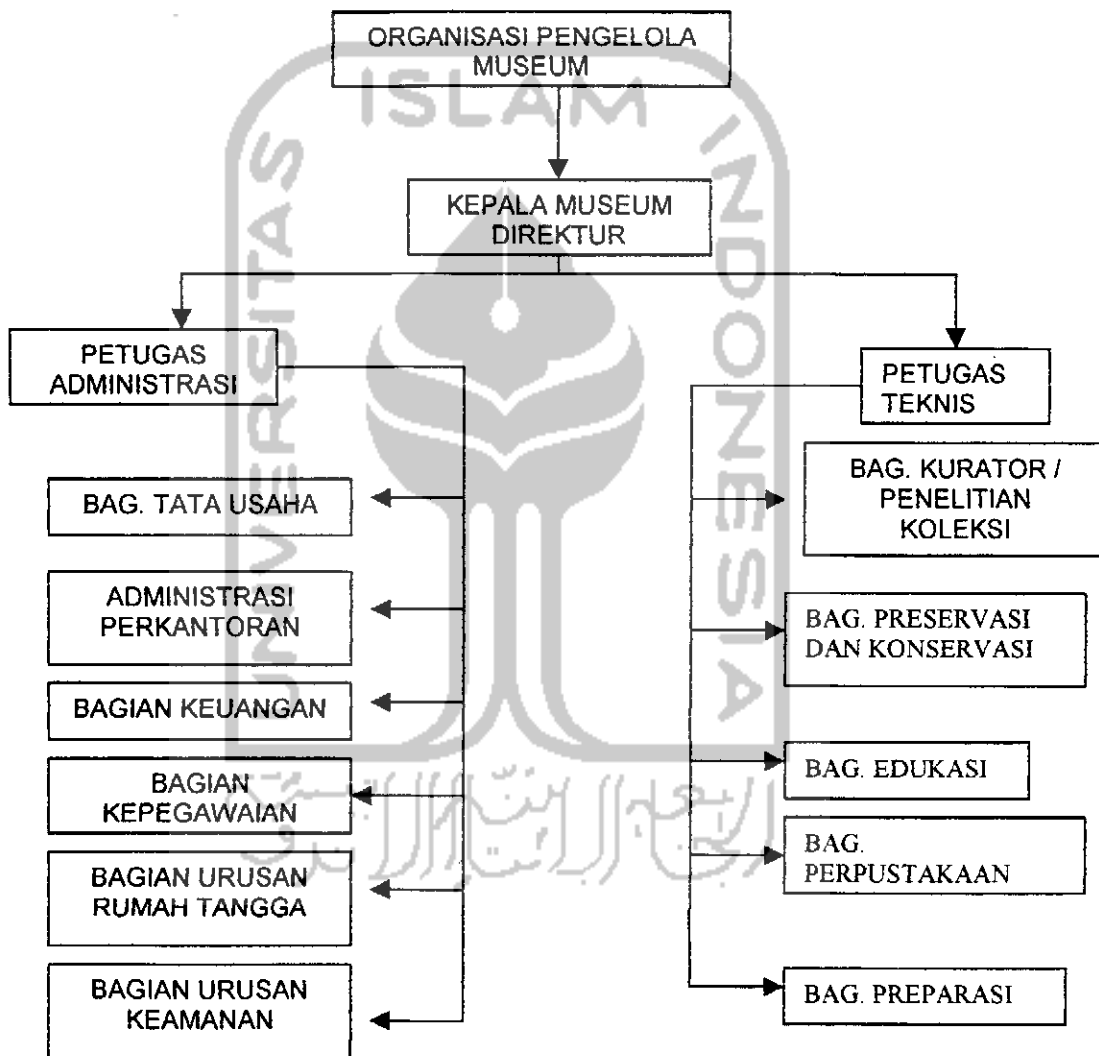 ORGANISASI PENGELOLA
MUSEUM
KEPALA MUSEUM
DIREKTUR
PETUGAS
ADMINISTRASI
BAG. TATA USAHA
ADMINISTRASI
PERKANTORAN
BAGIAN KEUANGAN
BAGIAN
KEPEGAWAIAN
BAGIAN URUSAN
RUMAH TANGGA
BAGIAN URUSAN
KEAMANAN
PETUGAS
TEKNIS
BAG. KURATOR /
PENELITIAN
KOLEKSI
BAG. PRESERVASI
DAN KONSERVASI
BAG. EDUKASI
BAG.
PERPUSTAKAAN
BAG. PREPARASI
UNIVERSITAS
ISLAM
INDONESIA